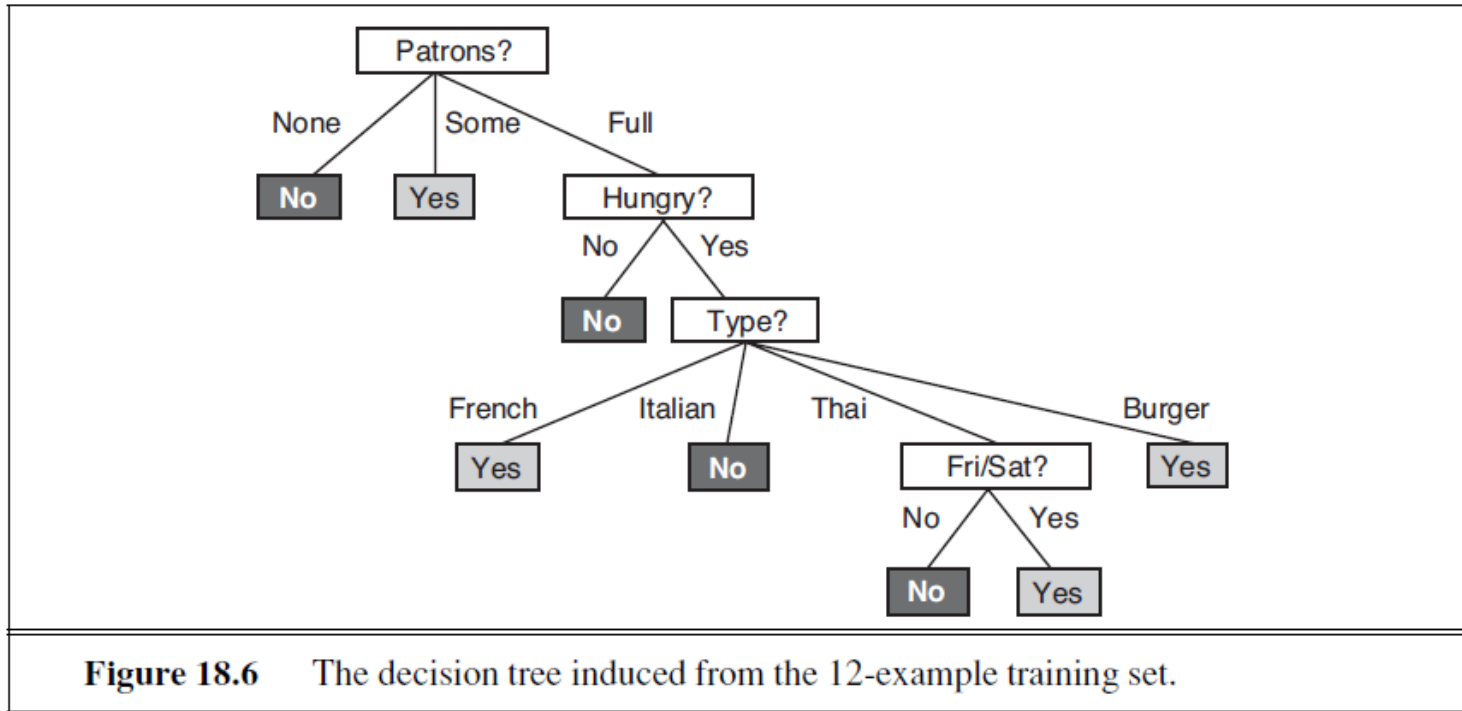 Patrons?
None Some Full
No Yes Hungry?
No Yes
No Type?
French Italian Thai Burger
Yes No Fri/Sat? Yes
No Yes
No Yes
Figure 18.6 The decision tree induced from the 12-example training set.